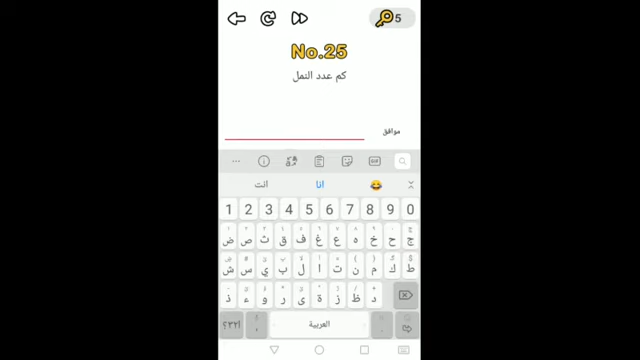 5
No.25
كم عدد النمل
موافق
GIF
انت انا 😂
1 2 3 4 5 6 7 8 9 0
ض ص ث ق ف غ ع ه خ ح ج
ش س ي ب ل ا ت ن م ك ط
ذ ء و ر ى ة ز ظ د
العربية